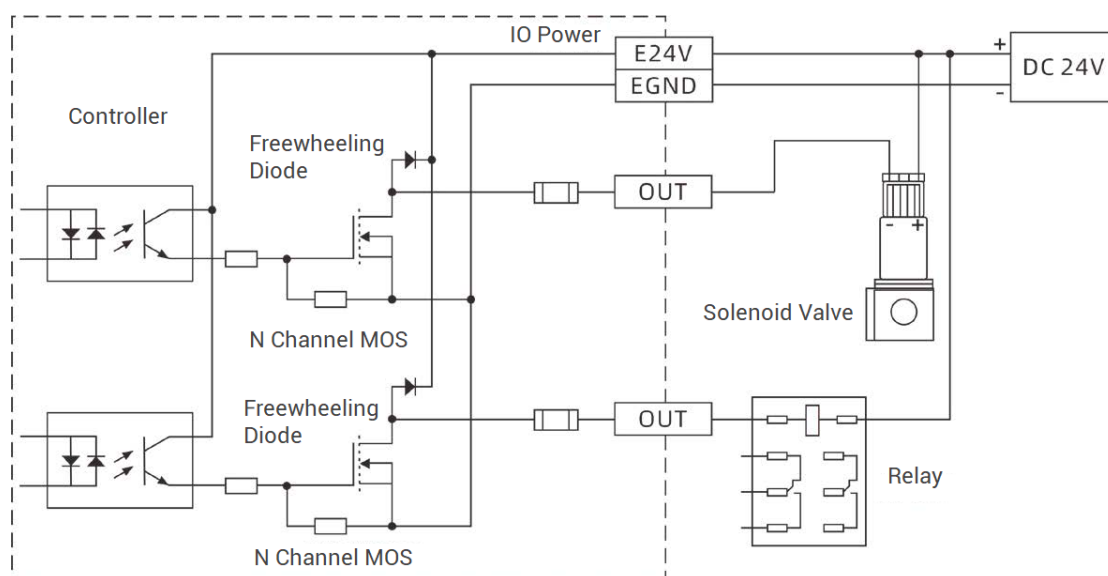 IO Power
E24V
+
DC 24V
EGND
-
Controller
Freewheeling
Diode
OUT
- +
Solenoid Valve
N Channel MOS
Freewheeling
Diode
OUT
Relay
N Channel MOS